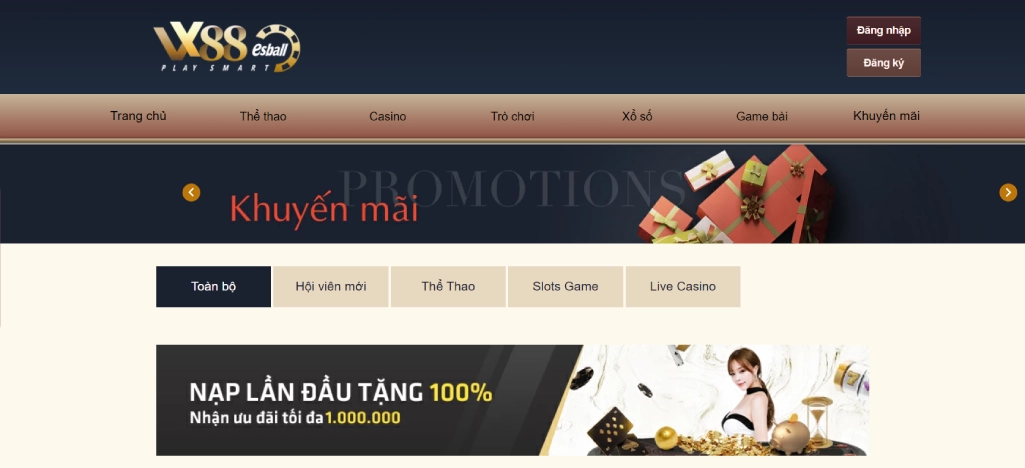 VX88 esball
PLAY SMART
Đăng nhập
Đăng ký
Trang chủ Thể thao Casino Trò chơi Xổ số Game bài Khuyến mãi
PROMOTIONS
Khuyến mãi
Toàn bộ Hội viên mới Thể Thao Slots Game Live Casino
NẠP LẦN ĐẦU TẶNG 100%
Nhận ưu đãi tối đa 1.000.000